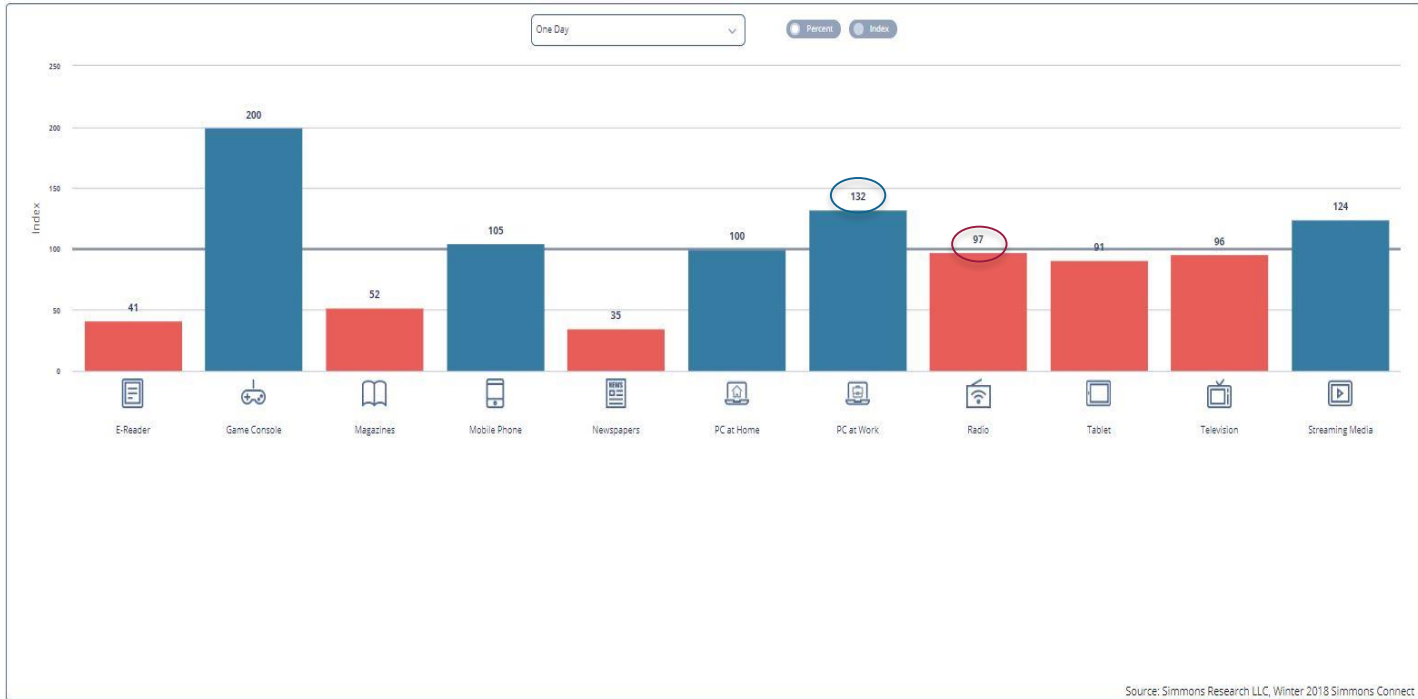 One Day
Percent
Index
250
200
150
100
50
0
Index
41
200
52
105
35
100
132
97
91
96
124
NEWS
E-Reader
Game Console
Magazines
Mobile Phone
Newspapers
PC at Home
PC at Work
Radio
Tablet
Television
Streaming Media
Source: Simmons Research LLC, Winter 2018 Simmons Connect